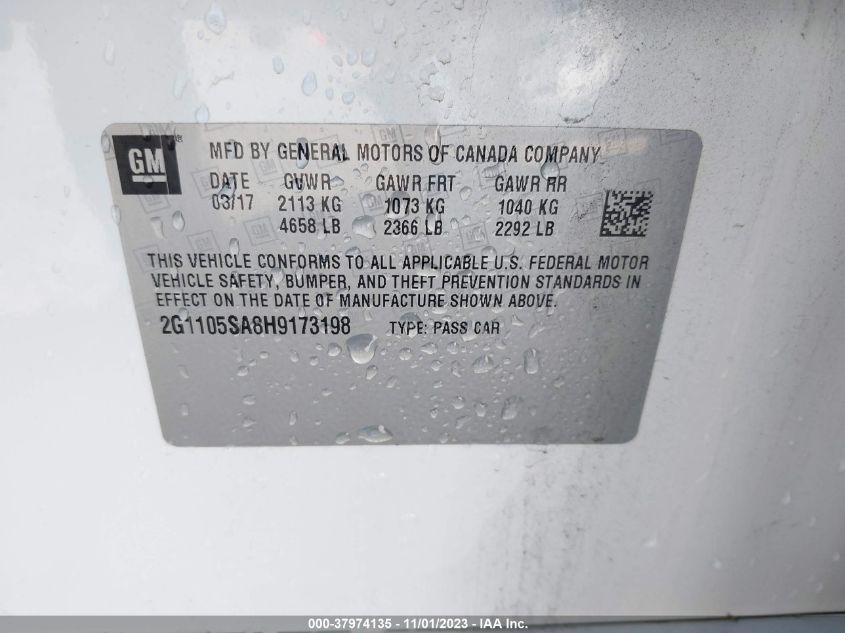 GM
MFD BY GENERAL MOTORS OF CANADA COMPANY
DATE GVWR GAWR FRT GAWR RR
03/17 2113 KG 1073 KG 1040 KG
4658 LB 2366 LB 2292 LB
THIS VEHICLE CONFORMS TO ALL APPLICABLE U.S. FEDERAL MOTOR
VEHICLE SAFETY, BUMPER, AND THEFT PREVENTION STANDARDS IN
EFFECT ON THE DATE OF MANUFACTURE SHOWN ABOVE.
2G1105SA8H9173198 TYPE: PASS CAR
000-37974135 - 11/01/2023 - IAA Inc.